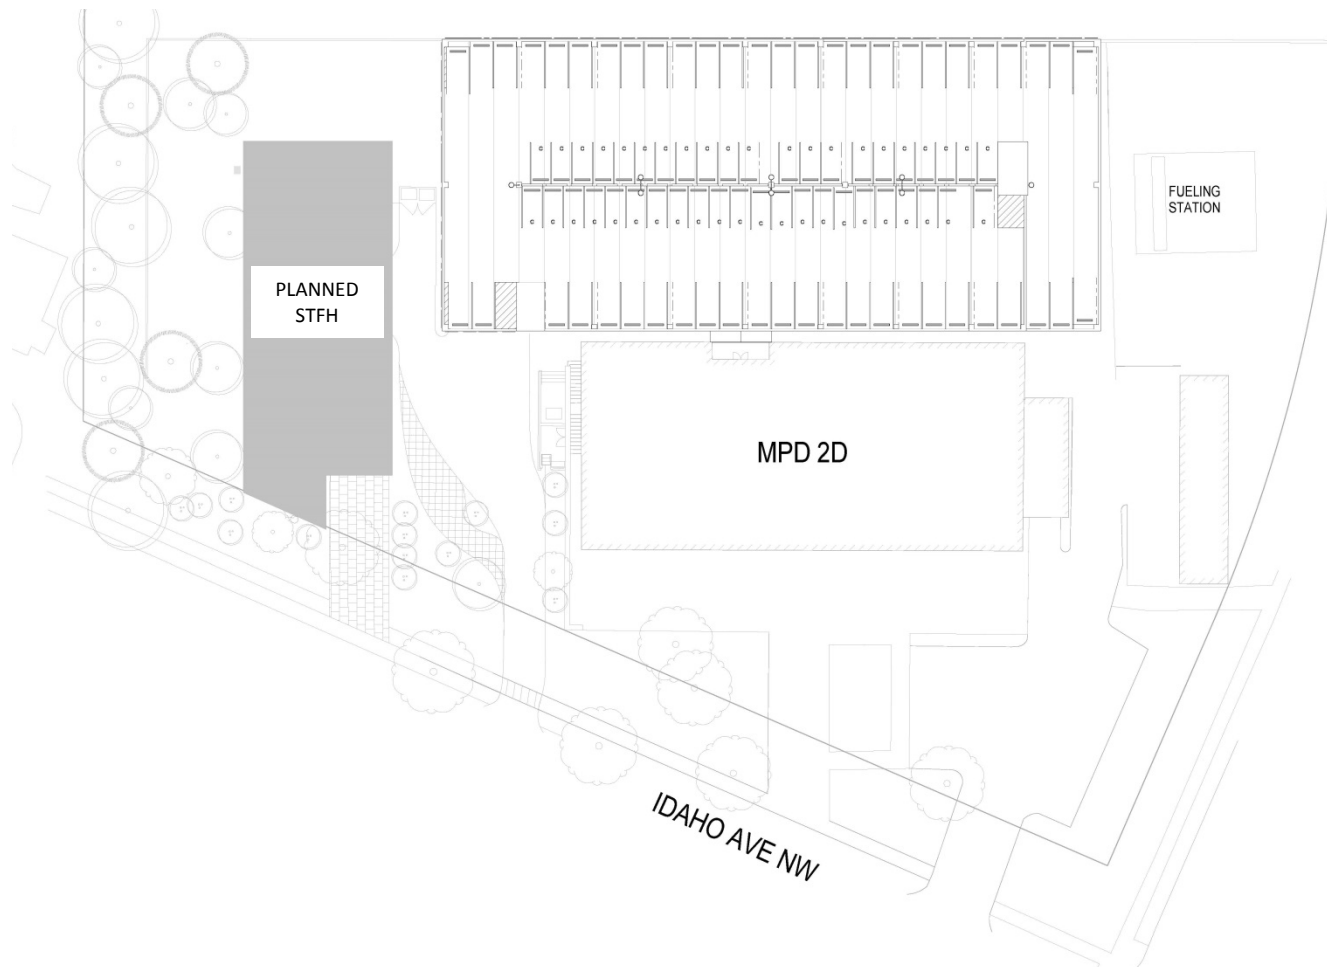 FUELING
STATION
PLANNED
STFH
MPD 2D
IDAHO AVE NW